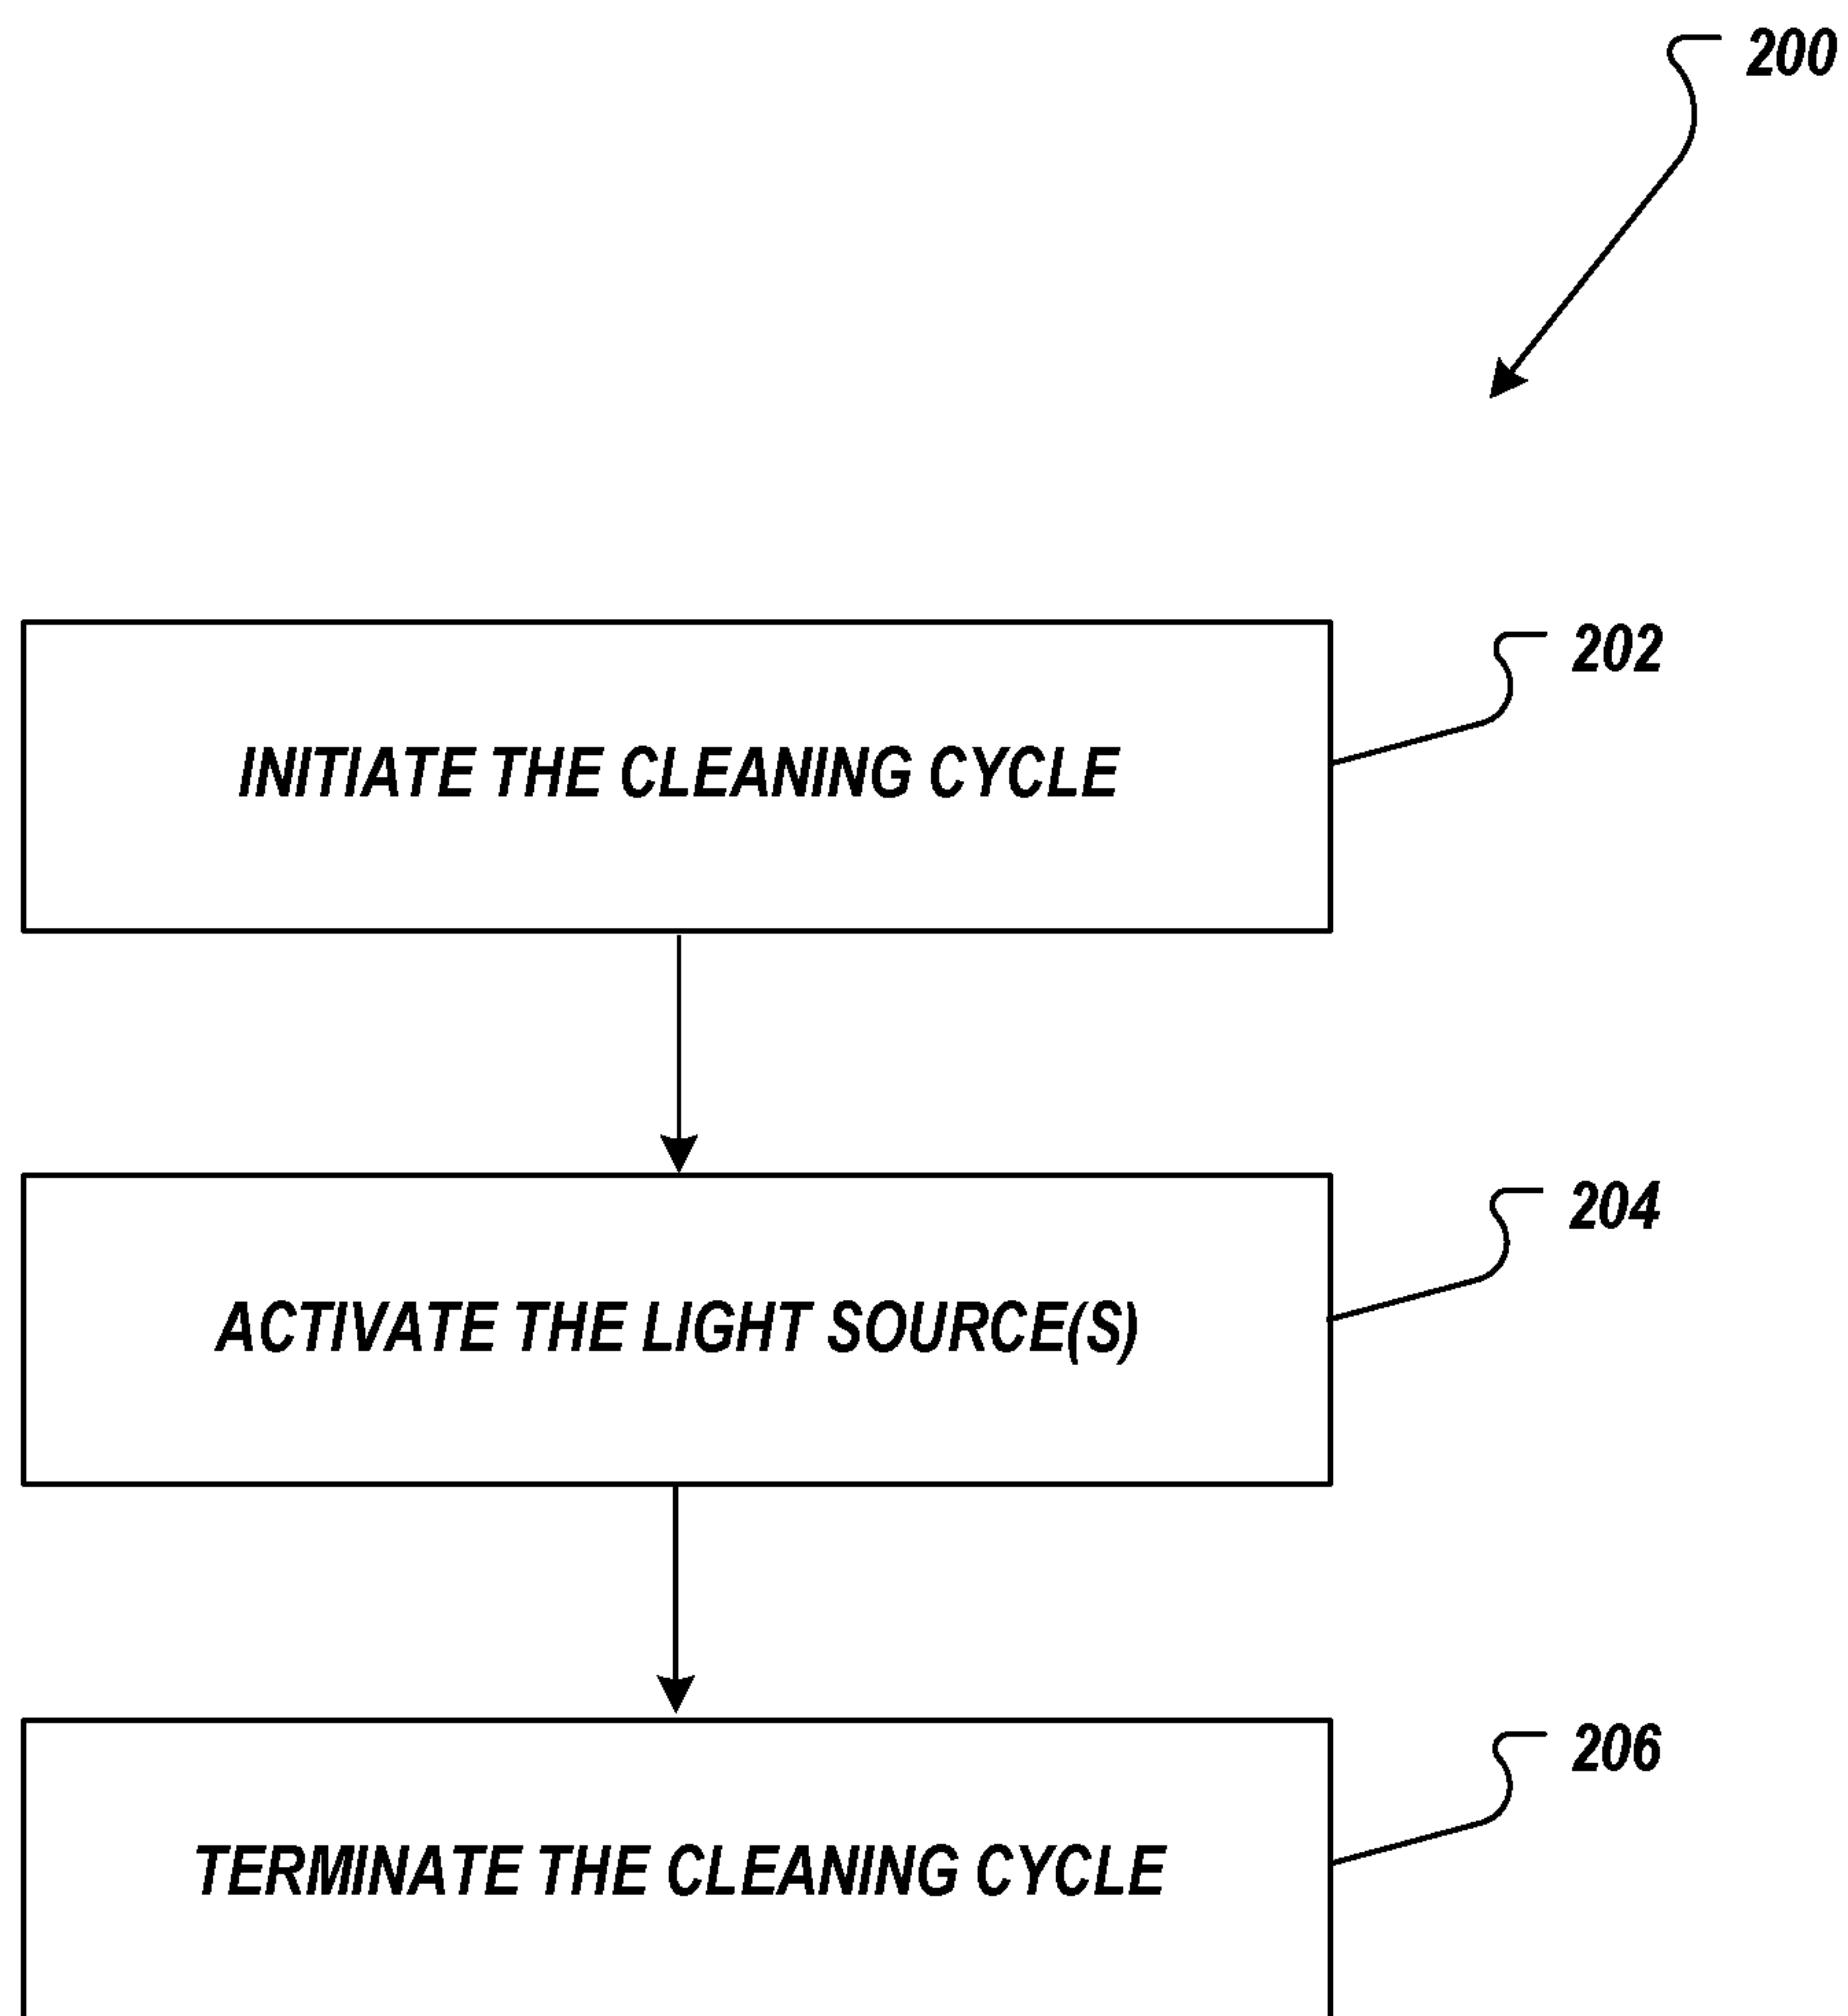 200
202
INITIATE THE CLEANING CYCLE
204
ACTIVATE THE LIGHT SOURCE(S)
206
TERMINATE THE CLEANING CYCLE